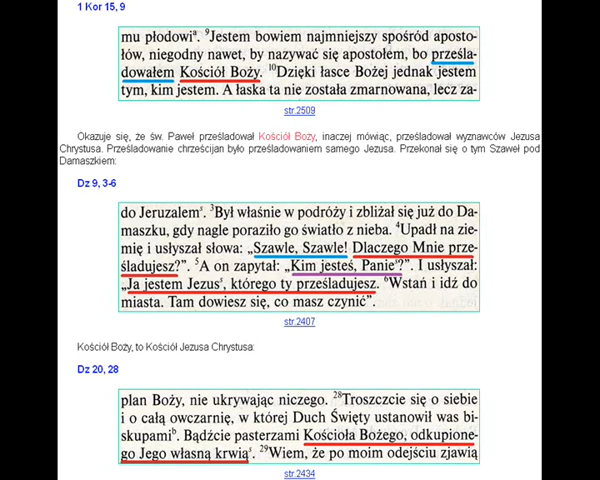 1 Kor 15, 9
mu płodowiᵃ. ⁹Jestem bowiem najmniejszy spośród aposto-
łów, niegodny nawet, by nazywać się apostołem, bo prześla-
dowałem Kościół Boży. ¹⁰Dzięki łasce Bożej jednak jestem
tym, kim jestem. A łaska ta nie została zmarnowana, lecz za-
str.2509
Okazuje się, że św. Paweł prześladował Kościół Boży, inaczej mówiąc, prześladował wyznawców Jezusa
Chrystusa. Prześladowanie chrześcijan było prześladowaniem samego Jezusa. Przekonał się o tym Szaweł pod
Damaszkiem:
Dz 9, 3-6
do Jeruzalemˢ. ³Był właśnie w podróży i zbliżał się już do Da-
maszku, gdy nagle poraziło go światło z nieba. ⁴Upadł na zie-
mię i usłyszał słowa: „Szawle, Szawle! Dlaczego Mnie prze-
śladujesz?”. ⁵A on zapytał: „Kim jesteś, Panieˢ?”. I usłyszał:
„Ja jestem Jezusˢ, którego ty prześladujesz. ⁶Wstań i idź do
miasta. Tam dowiesz się, co masz czynić”.
str.2407
Kościół Boży, to Kościół Jezusa Chrystusa:
Dz 20, 28
plan Boży, nie ukrywając niczego. ²⁸Troszczcie się o siebie
i o całą owczarnię, w której Duch Święty ustanowił was bi-
skupamiᵇ. Bądźcie pasterzami Kościoła Bożego, odkupione-
go Jego własną krwiąˢ. ²⁹Wiem, że po moim odejściu zjawią
str.2434